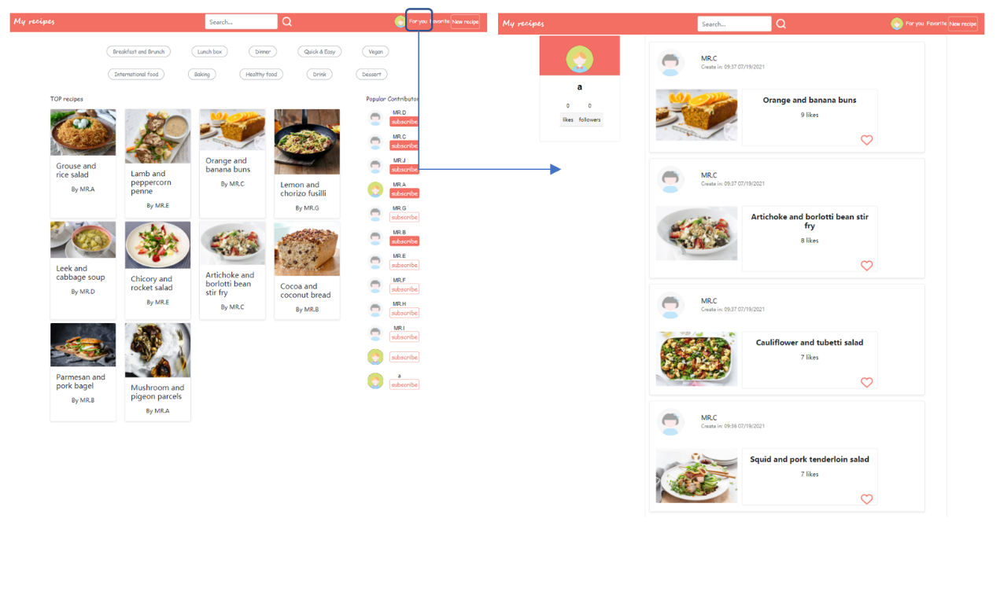 My recipes
Search...
For you Favorite New recipe
Breakfast and Brunch
Lunch box
Dinner
Quick & Easy
Vegan
International food
Baking
Healthy food
Drink
Dessert
TOP recipes
Grouse and
rice salad
By MR.A
Lamb and
peppercorn
penne
By MR.E
Orange and
banana buns
By MR.C
Lemon and
chorizo fusilli
By MR.G
Leek and
cabbage soup
By MR.D
Chicory and
rocket salad
By MR.E
Artichoke and
borlotti bean
stir fry
By MR.C
Cocoa and
coconut bread
By MR.B
Parmesan and
pork bagel
By MR.B
Mushroom and
pigeon parcels
By MR.A
Popular Contributor
MR.D
subscribe
MR.C
subscribe
MR.J
subscribe
MR.A
subscribe
MR.G
subscribe
MR.B
subscribe
MR.E
subscribe
MR.F
subscribe
MR.H
subscribe
MR.I
subscribe
subscribe
a
subscribe
My recipes
Search...
For you Favorite New recipe
a
0 0
likes followers
MR.C
Create in: 09:37 07/19/2021
Orange and banana buns
9 likes
MR.C
Create in: 09:37 07/19/2021
Artichoke and borlotti bean stir
fry
8 likes
MR.C
Create in: 09:37 07/19/2021
Cauliflower and tubetti salad
7 likes
MR.C
Create in: 09:36 07/19/2021
Squid and pork tenderloin salad
7 likes